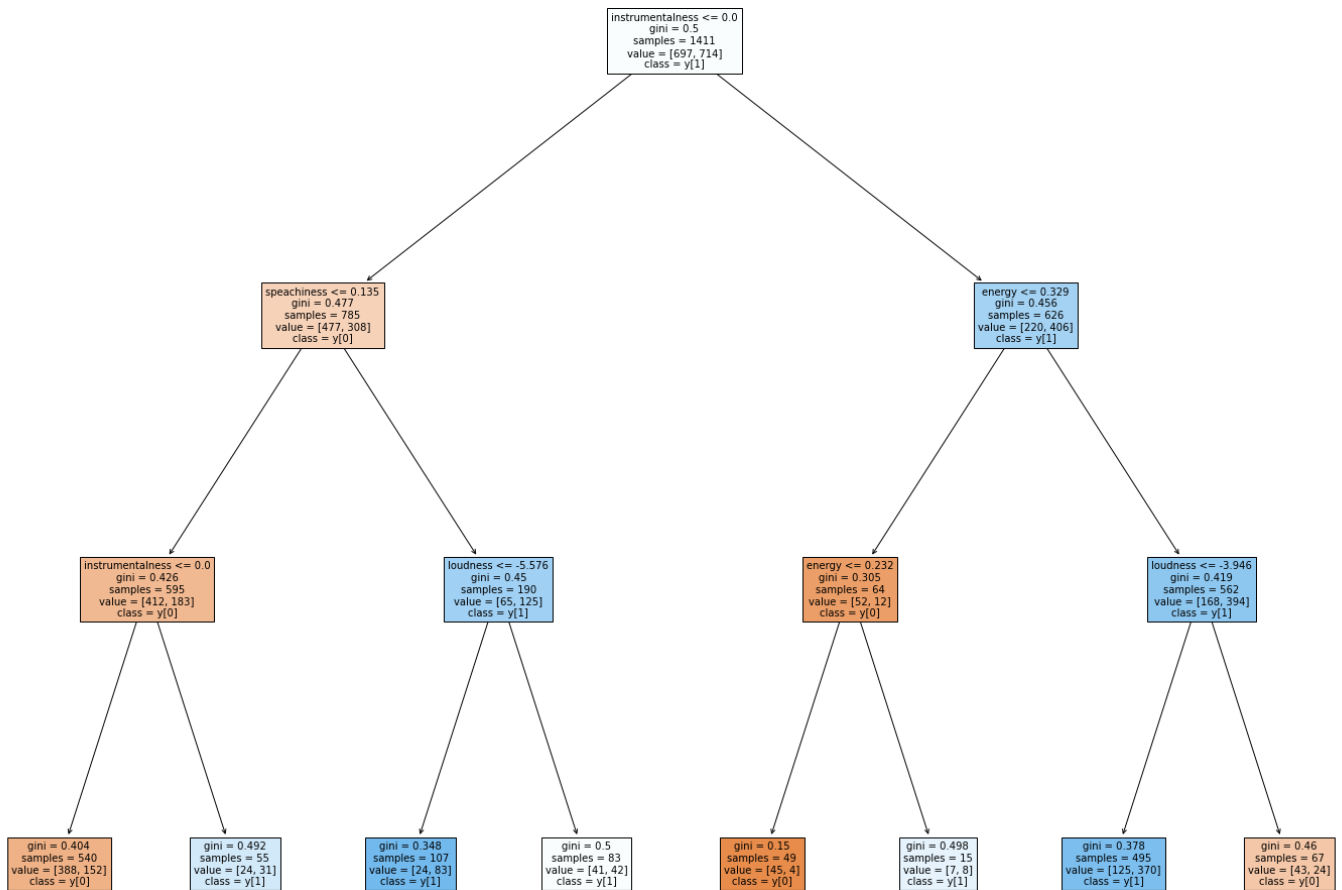 instrumentalness <= 0.0
gini = 0.5
samples = 1411
value = [697, 714]
class = y[1]
speachiness <= 0.135
gini = 0.477
samples = 785
value = [477, 308]
class = y[0]
energy <= 0.329
gini = 0.456
samples = 626
value = [220, 406]
class = y[1]
instrumentalness <= 0.0
gini = 0.426
samples = 595
value = [412, 183]
class = y[0]
loudness <= -5.576
gini = 0.45
samples = 190
value = [65, 125]
class = y[1]
energy <= 0.232
gini = 0.305
samples = 64
value = [52, 12]
class = y[0]
loudness <= -3.946
gini = 0.419
samples = 562
value = [168, 394]
class = y[1]
gini = 0.404
samples = 540
value = [388, 152]
class = y[0]
gini = 0.492
samples = 55
value = [24, 31]
class = y[1]
gini = 0.348
samples = 107
value = [24, 83]
class = y[1]
gini = 0.5
samples = 83
value = [41, 42]
class = y[1]
gini = 0.15
samples = 49
value = [45, 4]
class = y[0]
gini = 0.498
samples = 15
value = [7, 8]
class = y[1]
gini = 0.378
samples = 495
value = [125, 370]
class = y[1]
gini = 0.46
samples = 67
value = [43, 24]
class = y[0]